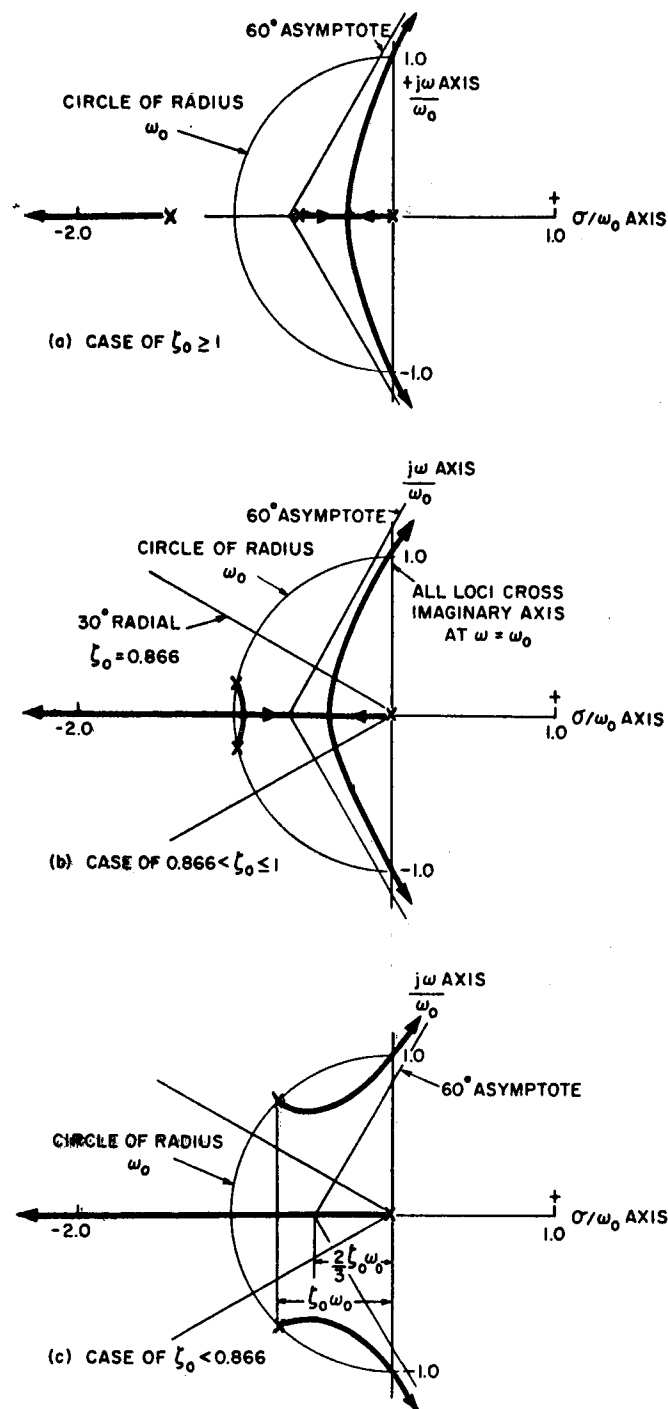 60° ASYMPTOTE
1.0
+jω AXIS
ω₀
CIRCLE OF RADIUS
ω₀
+
-2.0
1.0
σ/ω₀ AXIS
(a) CASE OF ζ₀ ≥ 1
-1.0
jω AXIS
ω₀
60° ASYMPTOTE
CIRCLE OF RADIUS
ω₀
1.0
ALL LOCI CROSS
IMAGINARY AXIS
AT ω = ω₀
30° RADIAL
ζ₀ = 0.866
+
-2.0
1.0
σ/ω₀ AXIS
(b) CASE OF 0.866 < ζ₀ ≤ 1
-1.0
jω AXIS
ω₀
1.0
60° ASYMPTOTE
CIRCLE OF RADIUS
ω₀
+
-2.0
1.0
σ/ω₀ AXIS
2/3 ζ₀ω₀
ζ₀ω₀
(c) CASE OF ζ₀ < 0.866
-1.0